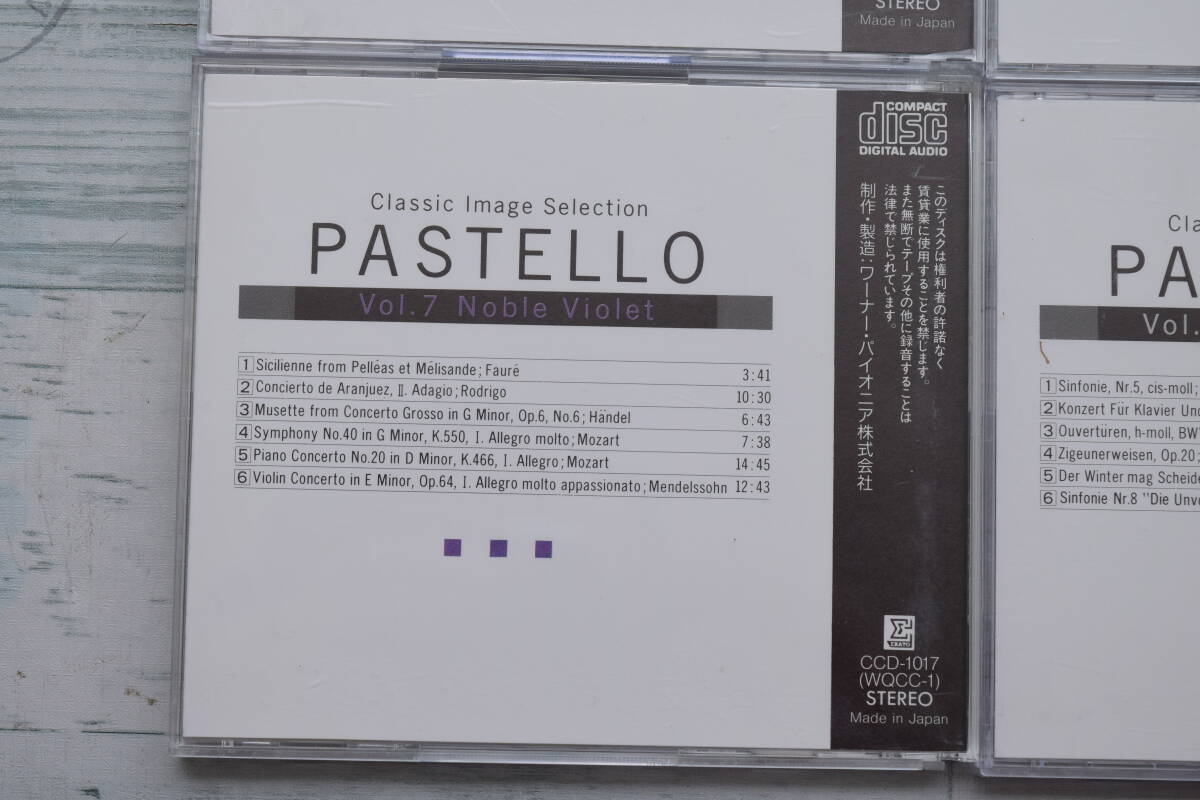 STEREO
Made in Japan
Classic Image Selection
PASTELLO
Vol.7 Noble Violet
1 Sicilienne from Pelléas et Mélisande; Fauré 3:41
2 Concierto de Aranjuez, II. Adagio; Rodrigo 10:30
3 Musette from Concerto Grosso in G Minor, Op.6, No.6; Händel 6:43
4 Symphony No.40 in G Minor, K.550, I. Allegro molto; Mozart 7:38
5 Piano Concerto No.20 in D Minor, K.466, I. Allegro; Mozart 14:45
6 Violin Concerto in E Minor, Op.64, I. Allegro molto appassionato; Mendelssohn 12:43
COMPACT
disc
DIGITAL AUDIO
このディスクは権利者の許諾なく
賃貸業に使用することを禁じます。
また無断でテープその他に録音することは
法律で禁じられています。
制作・製造:ワーナー・パイオニア株式会社
ERATO
CCD-1017
(WQCC-1)
STEREO
Made in Japan
Cla
PA
Vol.
1 Sinfonie, Nr.5, cis-moll;
2 Konzert Für Klavier Un
3 Ouvertüren, h-moll, BW
4 Zigeunerweisen, Op.20;
5 Der Winter mag Scheide
6 Sinfonie Nr.8 "Die Unv